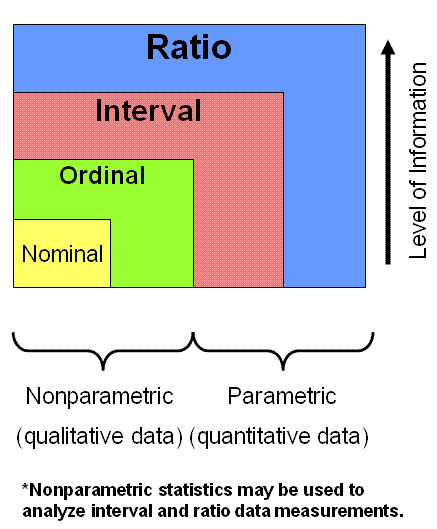 Ratio
Interval
Ordinal
Nominal
Level of Information
Nonparametric
(qualitative data)
Parametric
(quantitative data)
*Nonparametric statistics may be used to
analyze interval and ratio data measurements.